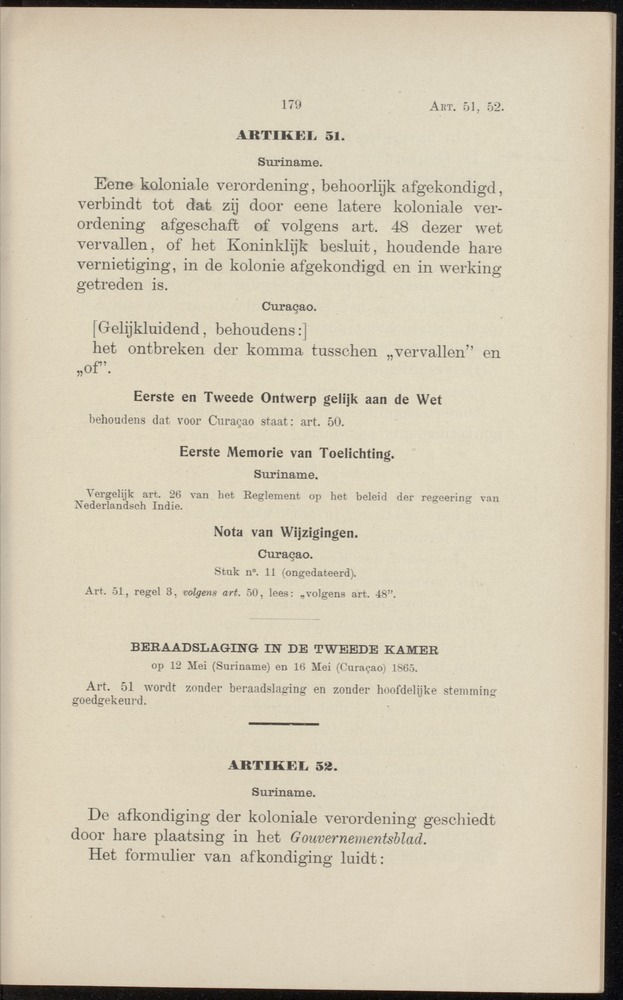 179
Art. 51, 52.
ARTIKEL 51.
Suriname.
Eene koloniale verordening, behoorlijk afgekondigd,
verbindt tot dat zij door eene latere koloniale ver-
ordening afgeschaft of volgens art. 48 dezer wet
vervallen, of het Koninklijk besluit, houdende hare
vernietiging, in de kolonie afgekondigd en in werking
getreden is.
Curaçao.
[Gelijkluidend, behoudens:]
het ontbreken der komma tusschen „vervallen” en
„of”.
Eerste en Tweede Ontwerp gelijk aan de Wet
behoudens dat voor Curaçao staat: art. 50.
Eerste Memorie van Toelichting.
Suriname.
Vergelijk art. 26 van het Reglement op het beleid der regeering van
Nederlandsch Indie.
Nota van Wijzigingen.
Curaçao.
Stuk n°. 11 (ongedateerd).
Art. 51, regel 3, volgens art. 50, lees: „volgens art. 48”.
BERAADSLAGING IN DE TWEEDE KAMER
op 12 Mei (Suriname) en 16 Mei (Curaçao) 1865.
Art. 51 wordt zonder beraadslaging en zonder hoofdelijke stemming
goedgekeurd.
ARTIKEL 52.
Suriname.
De afkondiging der koloniale verordening geschiedt
door hare plaatsing in het Gouvernementsblad.
Het formulier van afkondiging luidt: